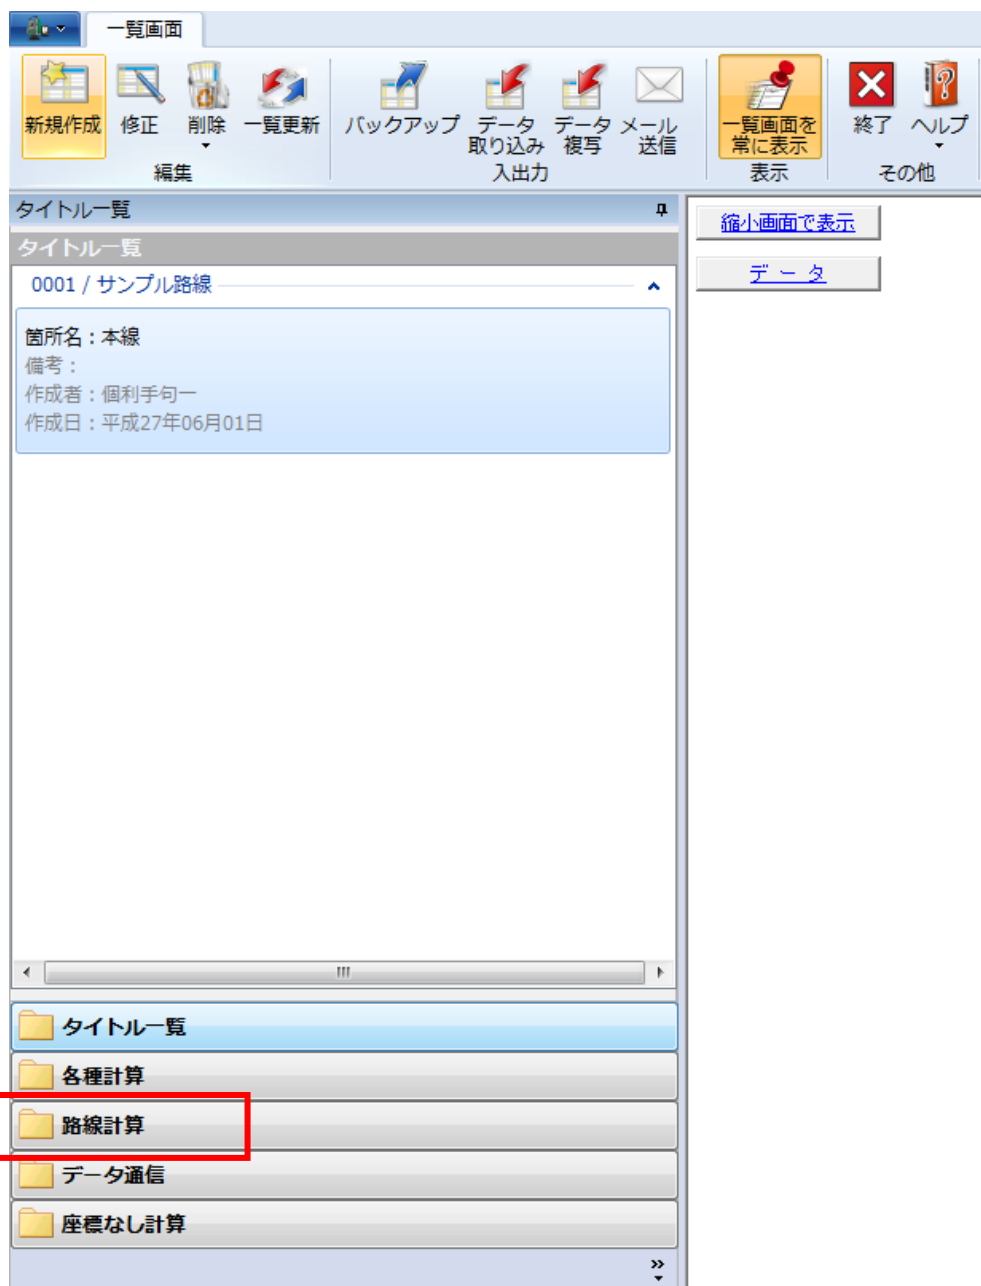 一覧画面
新規作成 修正 削除 一覧更新 バックアップ データ取り込み データ複写 メール送信 一覧画面を常に表示 終了 ヘルプ
編集 入出力 表示 その他
タイトル一覧
縮小画面で表示
タイトル一覧
データ
0001 / サンプル路線
箇所名：本線
備考：
作成者：個利手句一
作成日：平成27年06月01日
タイトル一覧
各種計算
路線計算
データ通信
座標なし計算